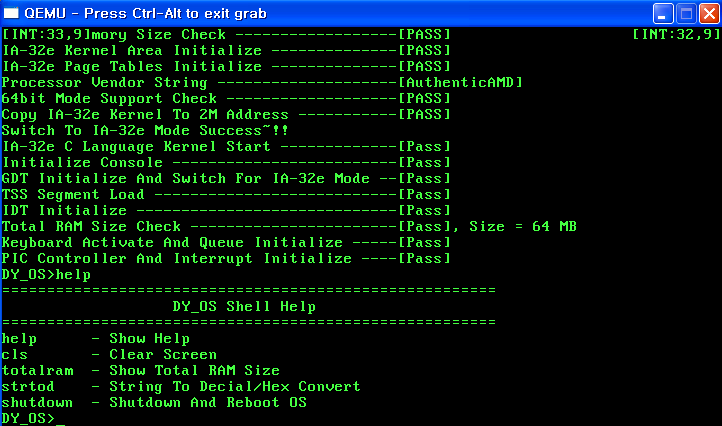 QEMU - Press Ctrl-Alt to exit grab
[INT:33,9]mory Size Check ------------------[PASS] [INT:32,9]
IA-32e Kernel Area Initialize --------------[PASS]
IA-32e Page Tables Initialize --------------[PASS]
Processor Vendor String --------------------[AuthenticAMD]
64bit Mode Support Check -------------------[PASS]
Copy IA-32e Kernel To 2M Address -----------[PASS]
Switch To IA-32e Mode Success~!!
IA-32e C Language Kernel Start -------------[Pass]
Initialize Console -------------------------[Pass]
GDT Initialize And Switch For IA-32e Mode --[Pass]
TSS Segment Load ---------------------------[Pass]
IDT Initialize -----------------------------[Pass]
Total RAM Size Check -----------------------[Pass], Size = 64 MB
Keyboard Activate And Queue Initialize -----[Pass]
PIC Controller And Interrupt Initialize ----[Pass]
DY_OS>help
=======================================================
DY_OS Shell Help
=======================================================
help - Show Help
cls - Clear Screen
totalram - Show Total RAM Size
strtod - String To Decial/Hex Convert
shutdown - Shutdown And Reboot OS
DY_OS>_